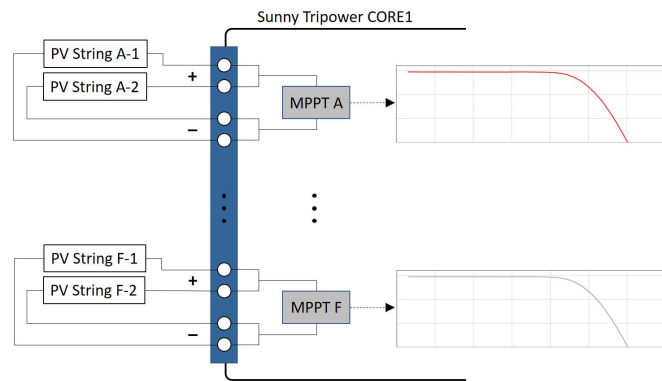 Sunny Tripower CORE1
PV String A-1
+
PV String A-2
MPPT A
–
PV String F-1
+
PV String F-2
MPPT F
–